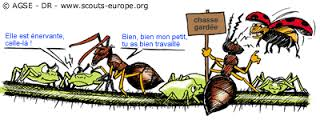 © AGSE - DR - www.scouts-europe.org
Elle est énervante,
celle-là !
Bien, bien mon petit,
tu as bien travaillé
chasse
gardée